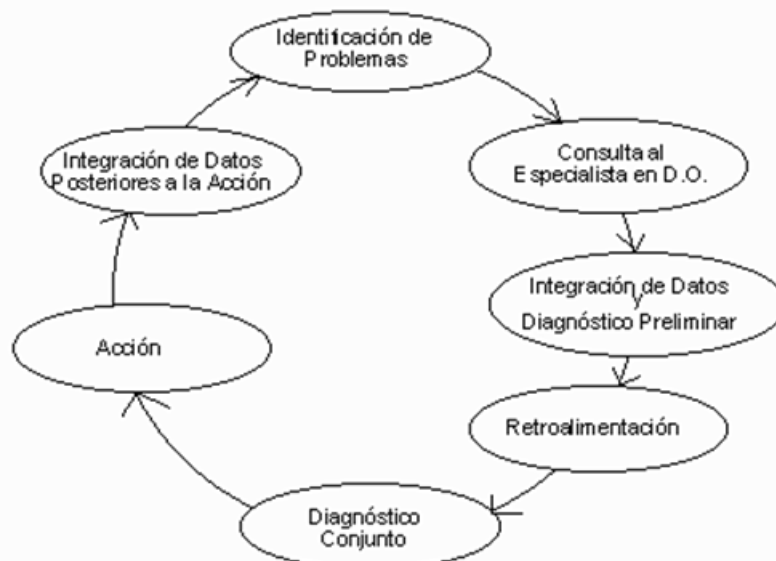 Identificación de
Problemas
Consulta al
Especialista en D.O.
Integración de Datos
y
Diagnóstico Preliminar
Retroalimentación
Diagnóstico
Conjunto
Acción
Integración de Datos
Posteriores a la Acción